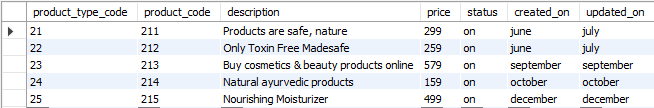 product_type_code product_code description price status created_on updated_on
21 211 Products are safe, nature 299 on june july
22 212 Only Toxin Free Madesafe 259 on june july
23 213 Buy cosmetics & beauty products online 579 on september september
24 214 Natural ayurvedic products 159 on october october
25 215 Nourishing Moisturizer 499 on december december